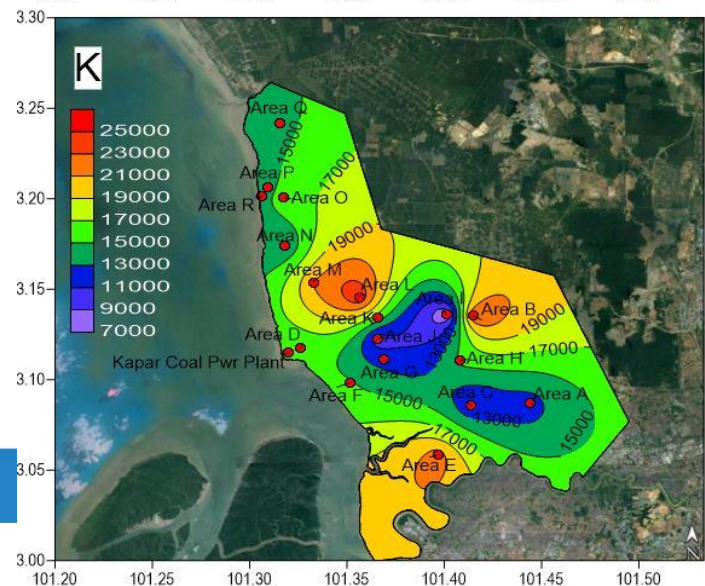 3.30
K
25000
23000
21000
19000
17000
15000
13000
11000
9000
7000
3.25
3.20
3.15
3.10
3.05
3.00
101.20 101.25 101.30 101.35 101.40 101.45 101.50
Area Q
15000
17000
Area P
Area R
Area O
Area N
19000
Area M
Area L
Area I
Area B
19000
Area K
Area D
Area J
13000
17000
Kapar Coal Pwr Plant
Area G
Area H
Area F
15000
Area C
Area A
13000
15000
17000
Area E
N